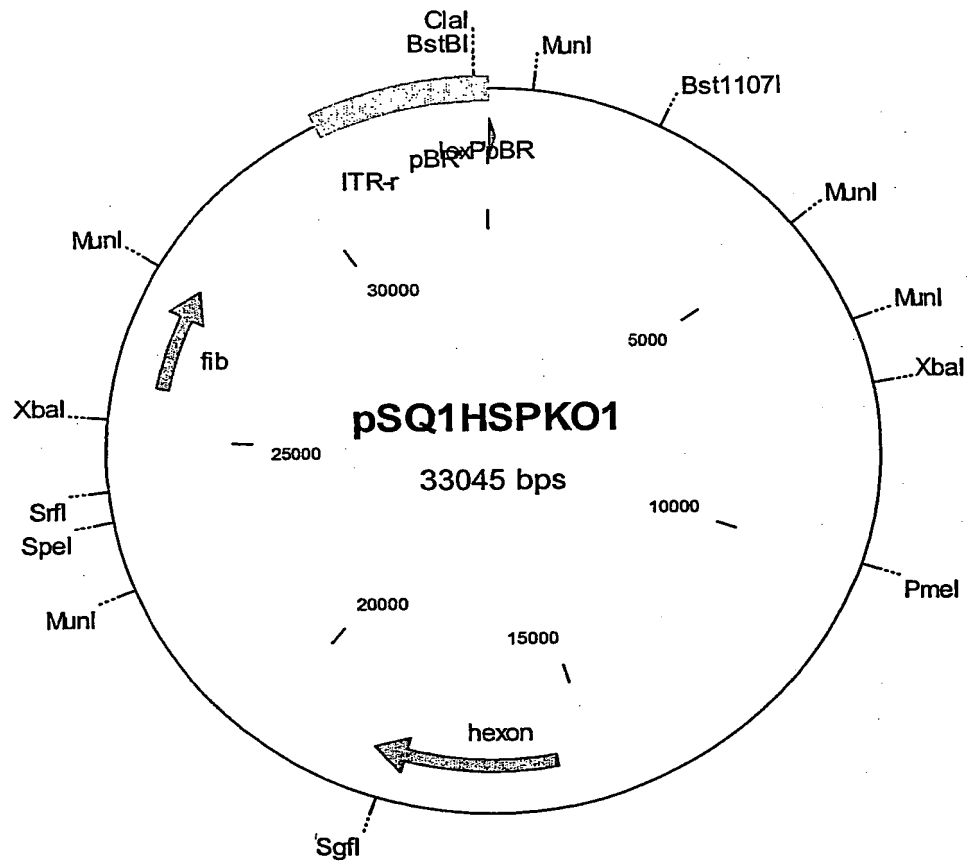 ClaI
BstBI
MunI
Bst1107I
loxP
pBR
pBR
ITR-r
MunI
MunI
30000
MunI
5000
fib
XbaI
XbaI
pSQ1HSPKO1
25000
33045 bps
SrfI
10000
SpeI
PmeI
MunI
20000
15000
hexon
SgfI